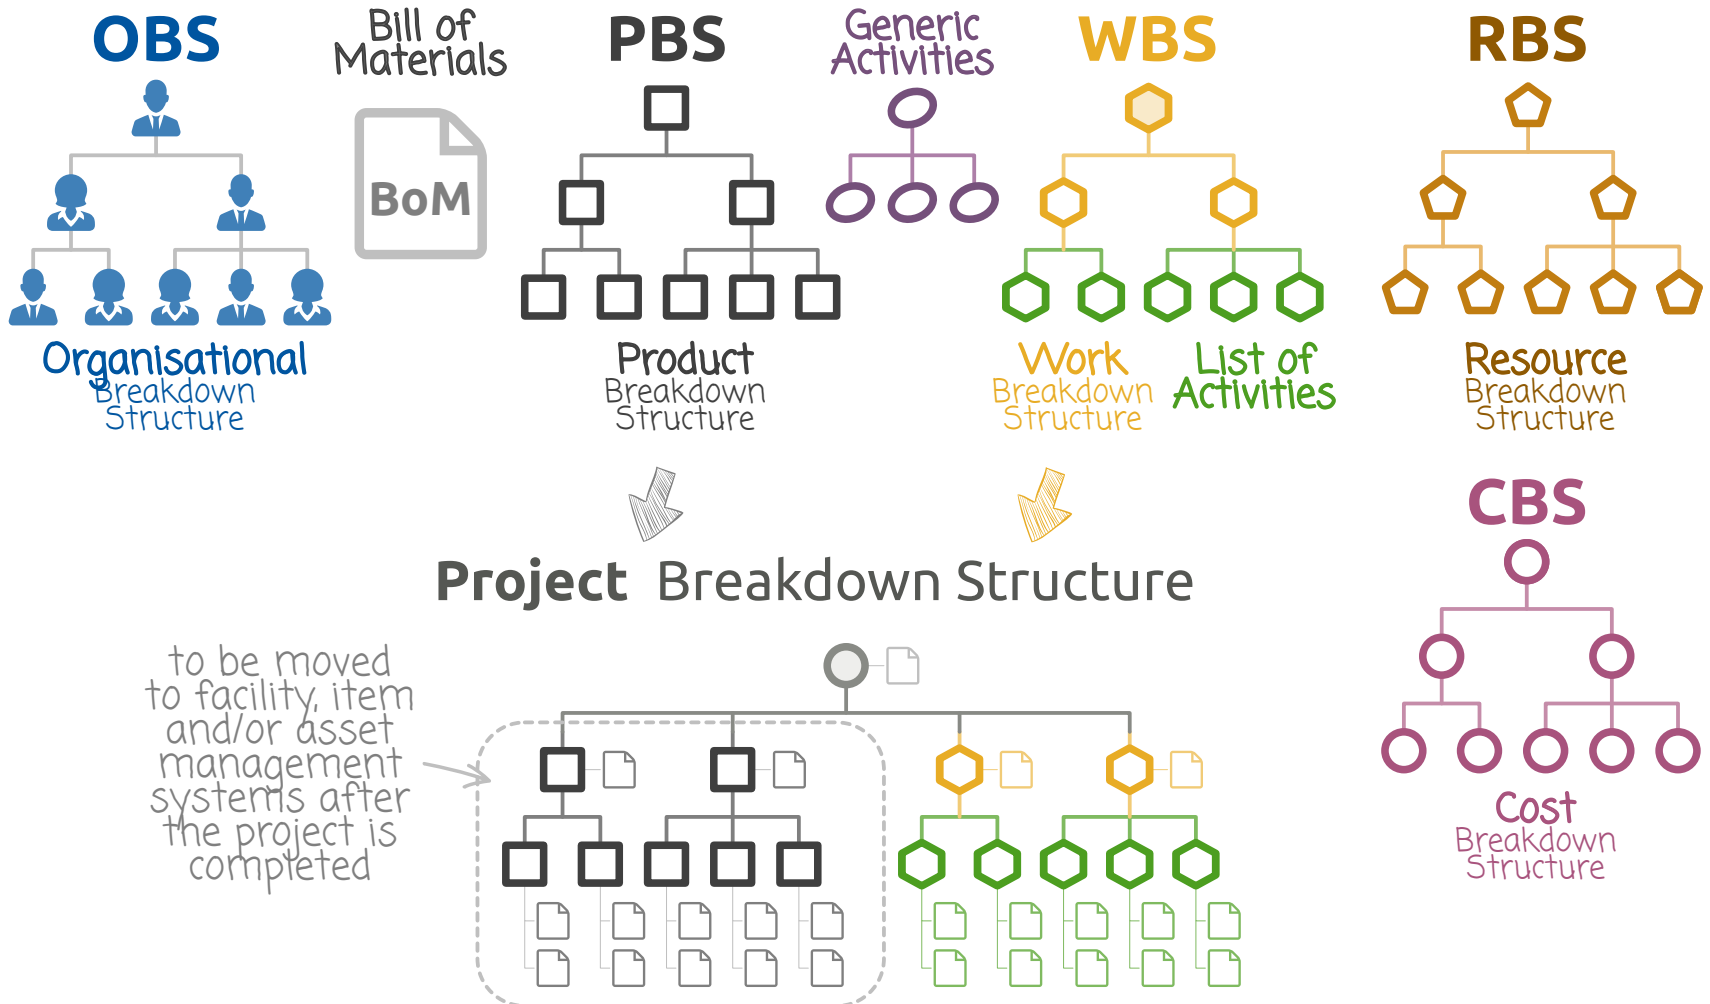 OBS
Bill of
Materials
BoM
PBS
Generic
Activities
WBS
RBS
Organisational
Breakdown
Structure
Product
Breakdown
Structure
Work
Breakdown
Structure
List of
Activities
Resource
Breakdown
Structure
CBS
Project Breakdown Structure
to be moved
to facility, item
and/or asset
management
systems after
the project is
completed
Cost
Breakdown
Structure